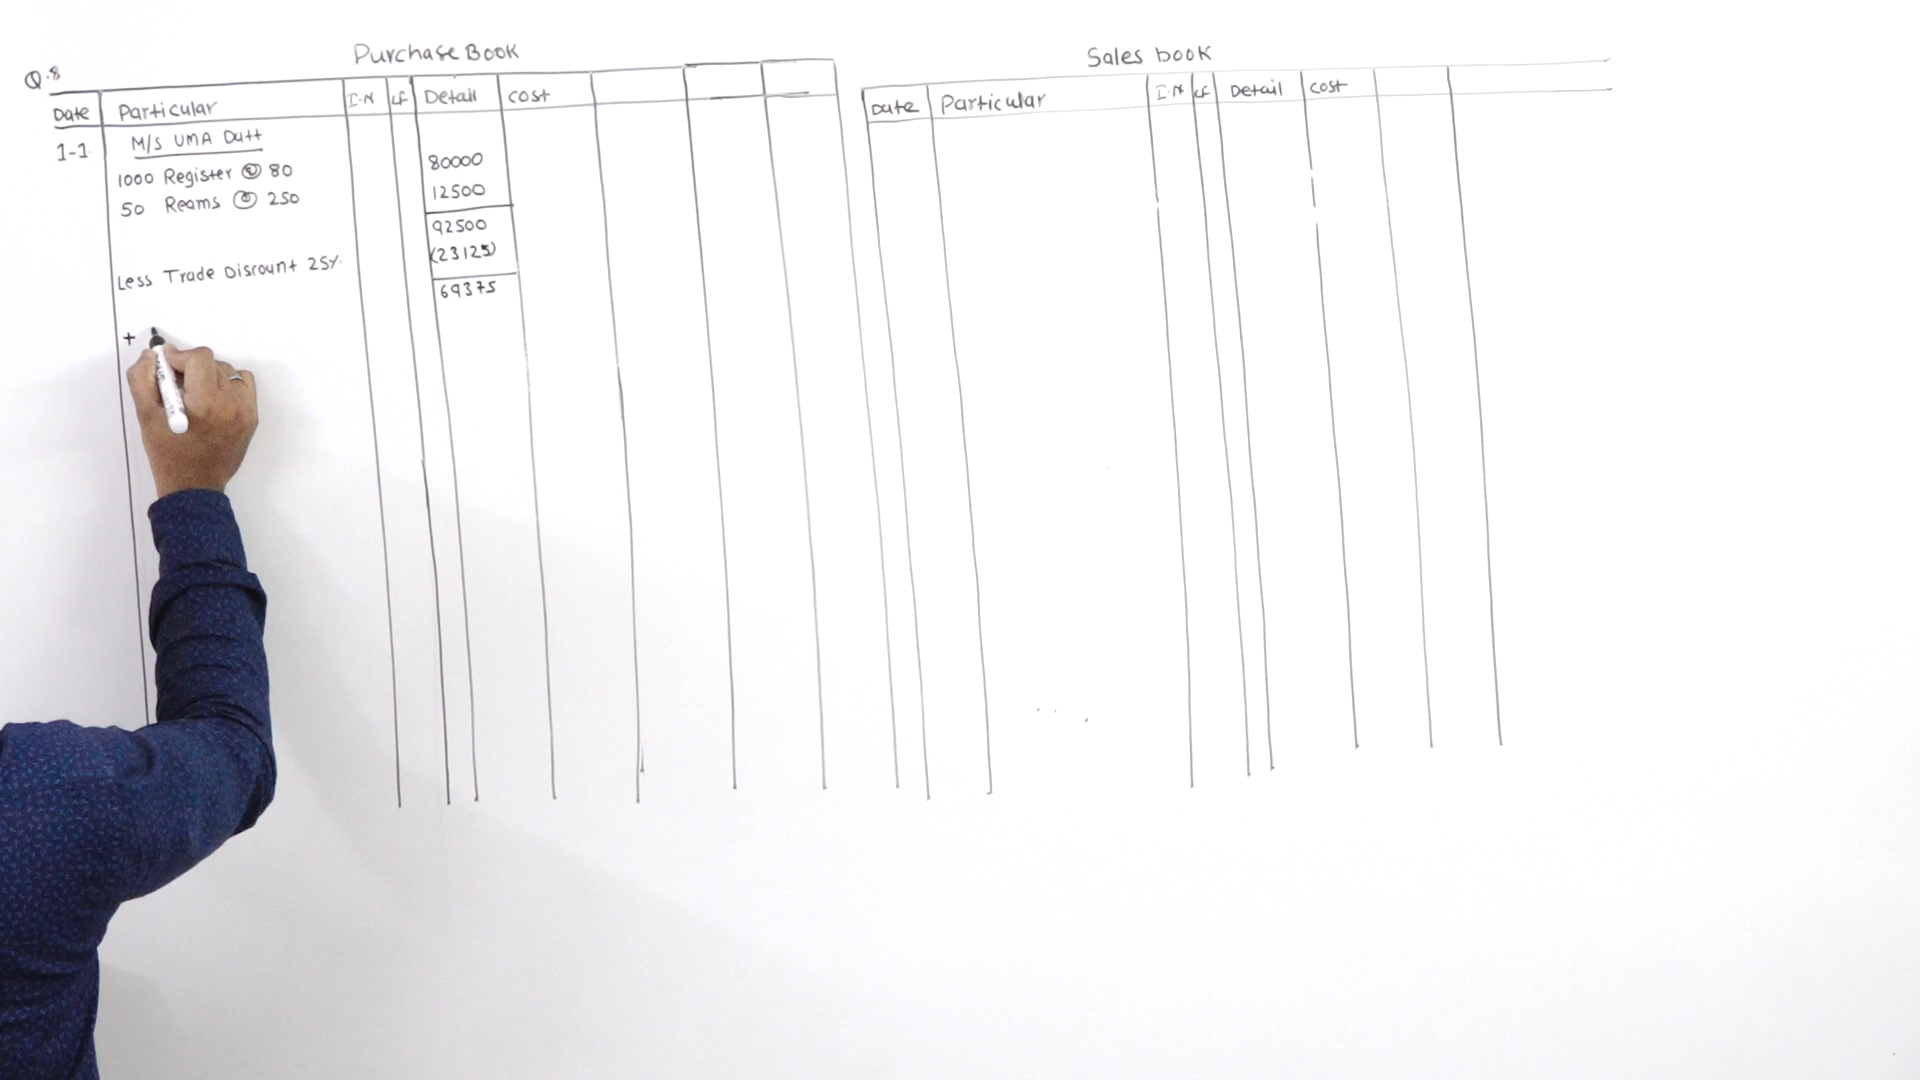 Q.8
Purchase Book
Date Particular I.N LF Detail Cost
1-1 M/s UMA Dutt
1000 Register @ 80 80000
50 Reams @ 250 12500
92500
Less Trade Discount 25% (23125)
69375
+
Sales book
Date Particular I.N LF Detail Cost